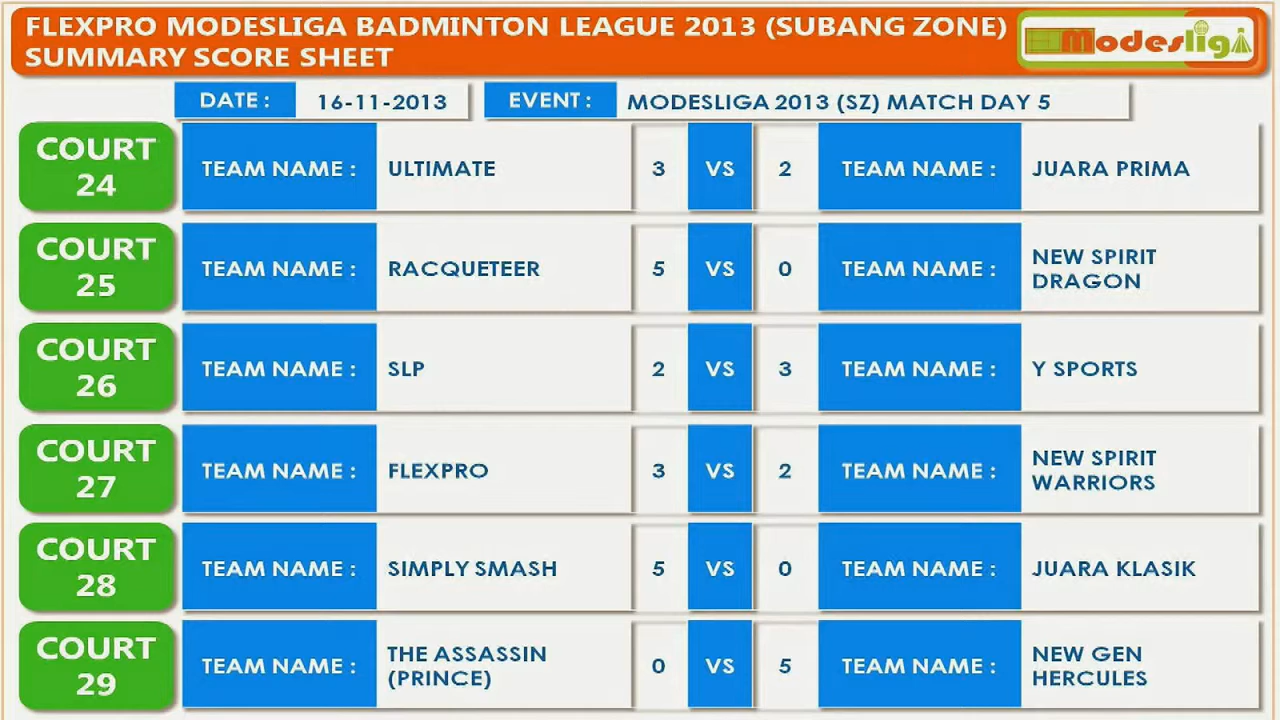 FLEXPRO MODESLIGA BADMINTON LEAGUE 2013 (SUBANG ZONE)
SUMMARY SCORE SHEET
Modesliga
DATE : 16-11-2013 EVENT : MODESLIGA 2013 (SZ) MATCH DAY 5
COURT
24
TEAM NAME : ULTIMATE 3 VS 2 TEAM NAME : JUARA PRIMA
COURT
25
TEAM NAME : RACQUETEER 5 VS 0 TEAM NAME : NEW SPIRIT
DRAGON
COURT
26
TEAM NAME : SLP 2 VS 3 TEAM NAME : Y SPORTS
COURT
27
TEAM NAME : FLEXPRO 3 VS 2 TEAM NAME : NEW SPIRIT
WARRIORS
COURT
28
TEAM NAME : SIMPLY SMASH 5 VS 0 TEAM NAME : JUARA KLASIK
COURT
29
TEAM NAME : THE ASSASSIN
(PRINCE)
0 VS 5 TEAM NAME : NEW GEN
HERCULES